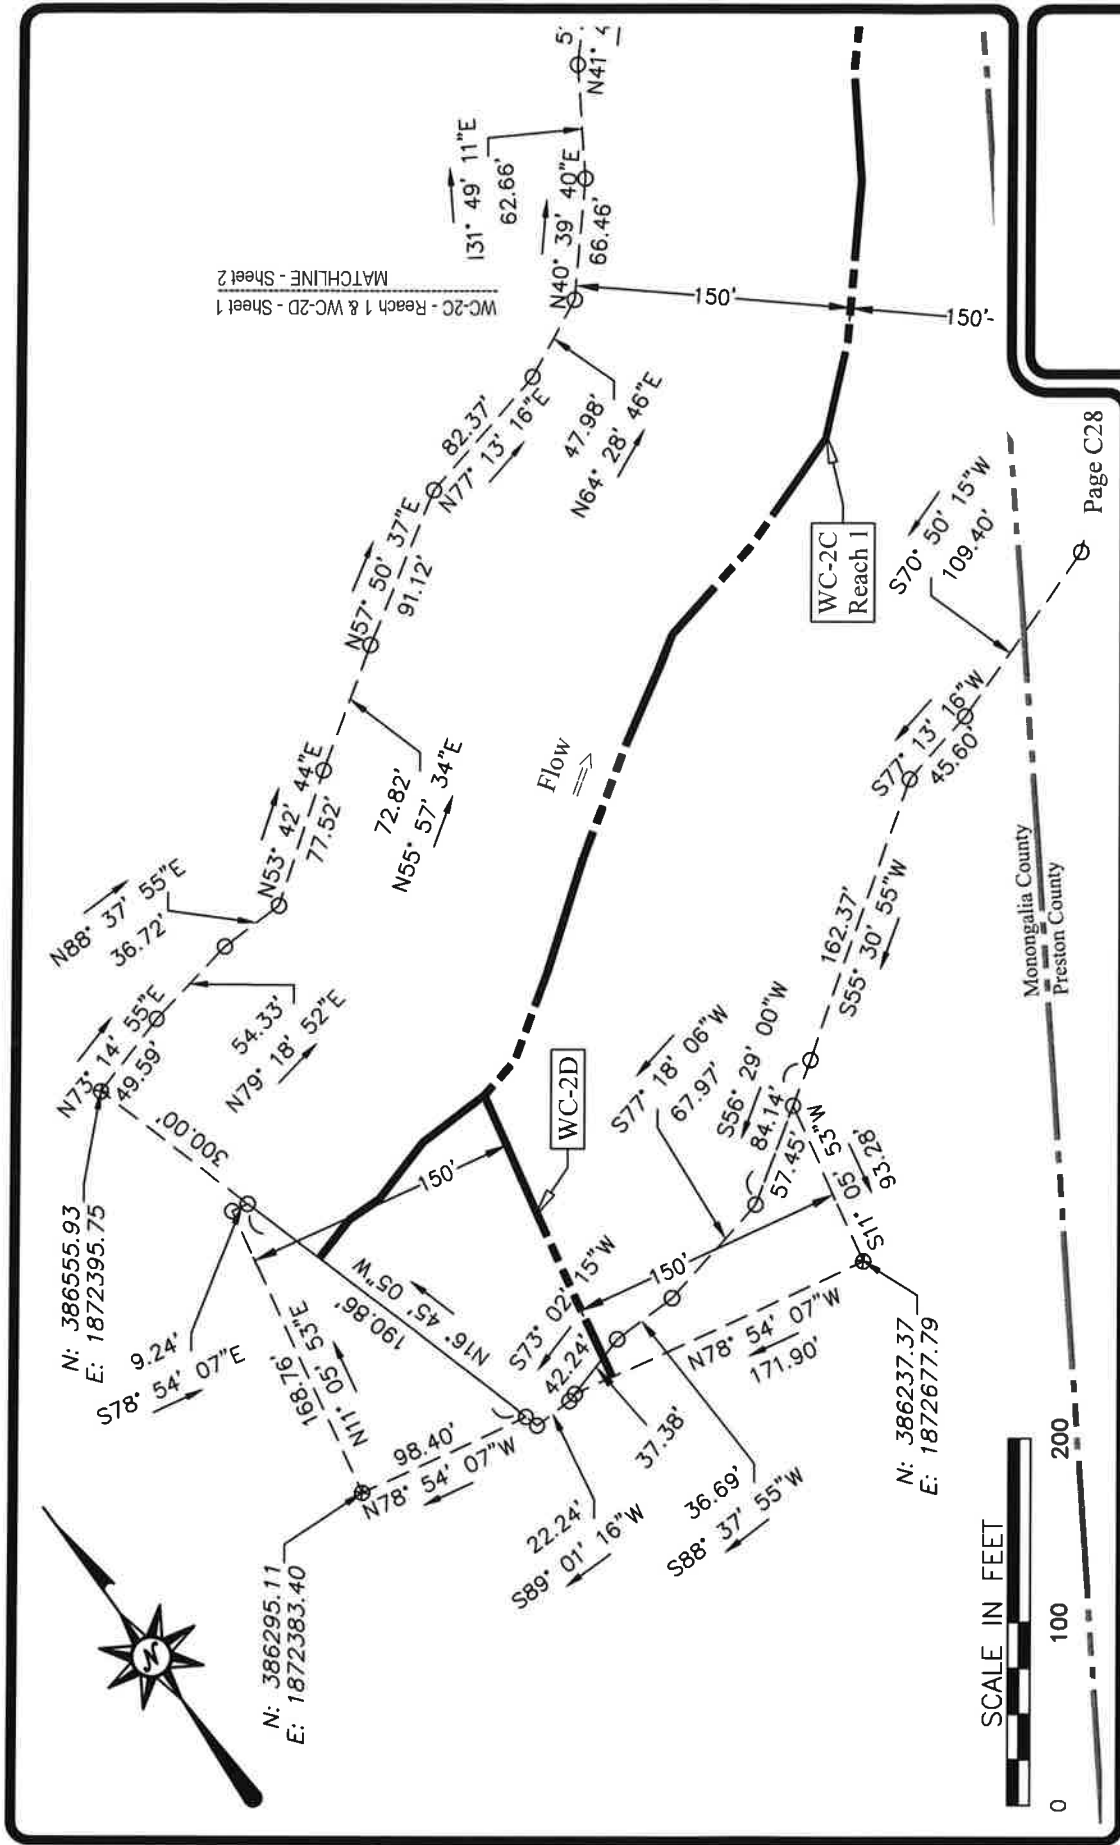 N: 386555.93
E: 1872395.75
N73° 14' 55"E
49.59'
N88° 37' 55"E
36.72'
54.33'
N79° 18' 52"E
N53° 42' 44"E
77.52'
72.82'
N55° 57' 34"E
N57° 50' 37"E
91.12'
82.37'
N77° 13' 16"E
47.98'
N64° 28' 46"E
WC-2C - Reach 1 & WC-2D - Sheet 1
MATCHLINE - Sheet 2
N40° 39' 40"E
66.46'
131° 49' 11"E
62.66'
N41°
300.00'
9.24'
S78° 54' 07"E
168.76'
N11° 05' 53"E
190.86'
N16° 45' 05"W
N: 386295.11
E: 1872383.40
98.40'
N78° 54' 07"W
22.24'
S89° 01' 16"W
S73° 02' 15"W
42.24'
37.38'
36.69'
S88° 37' 55"W
150'
150'
150'
150'
WC-2D
Flow
WC-2C
Reach 1
N78° 54' 07"W
171.90'
N: 386237.37
E: 1872677.79
S11° 05' 53"W
93.28'
S77° 18' 06"W
67.97'
S56° 29' 00"W
84.14'
57.45'
162.37'
S55° 30' 55"W
S77° 13' 16"W
45.60'
S70° 50' 15"W
109.40'
Monongalia County
Preston County
Page C28
SCALE IN FEET
0 100 200
N